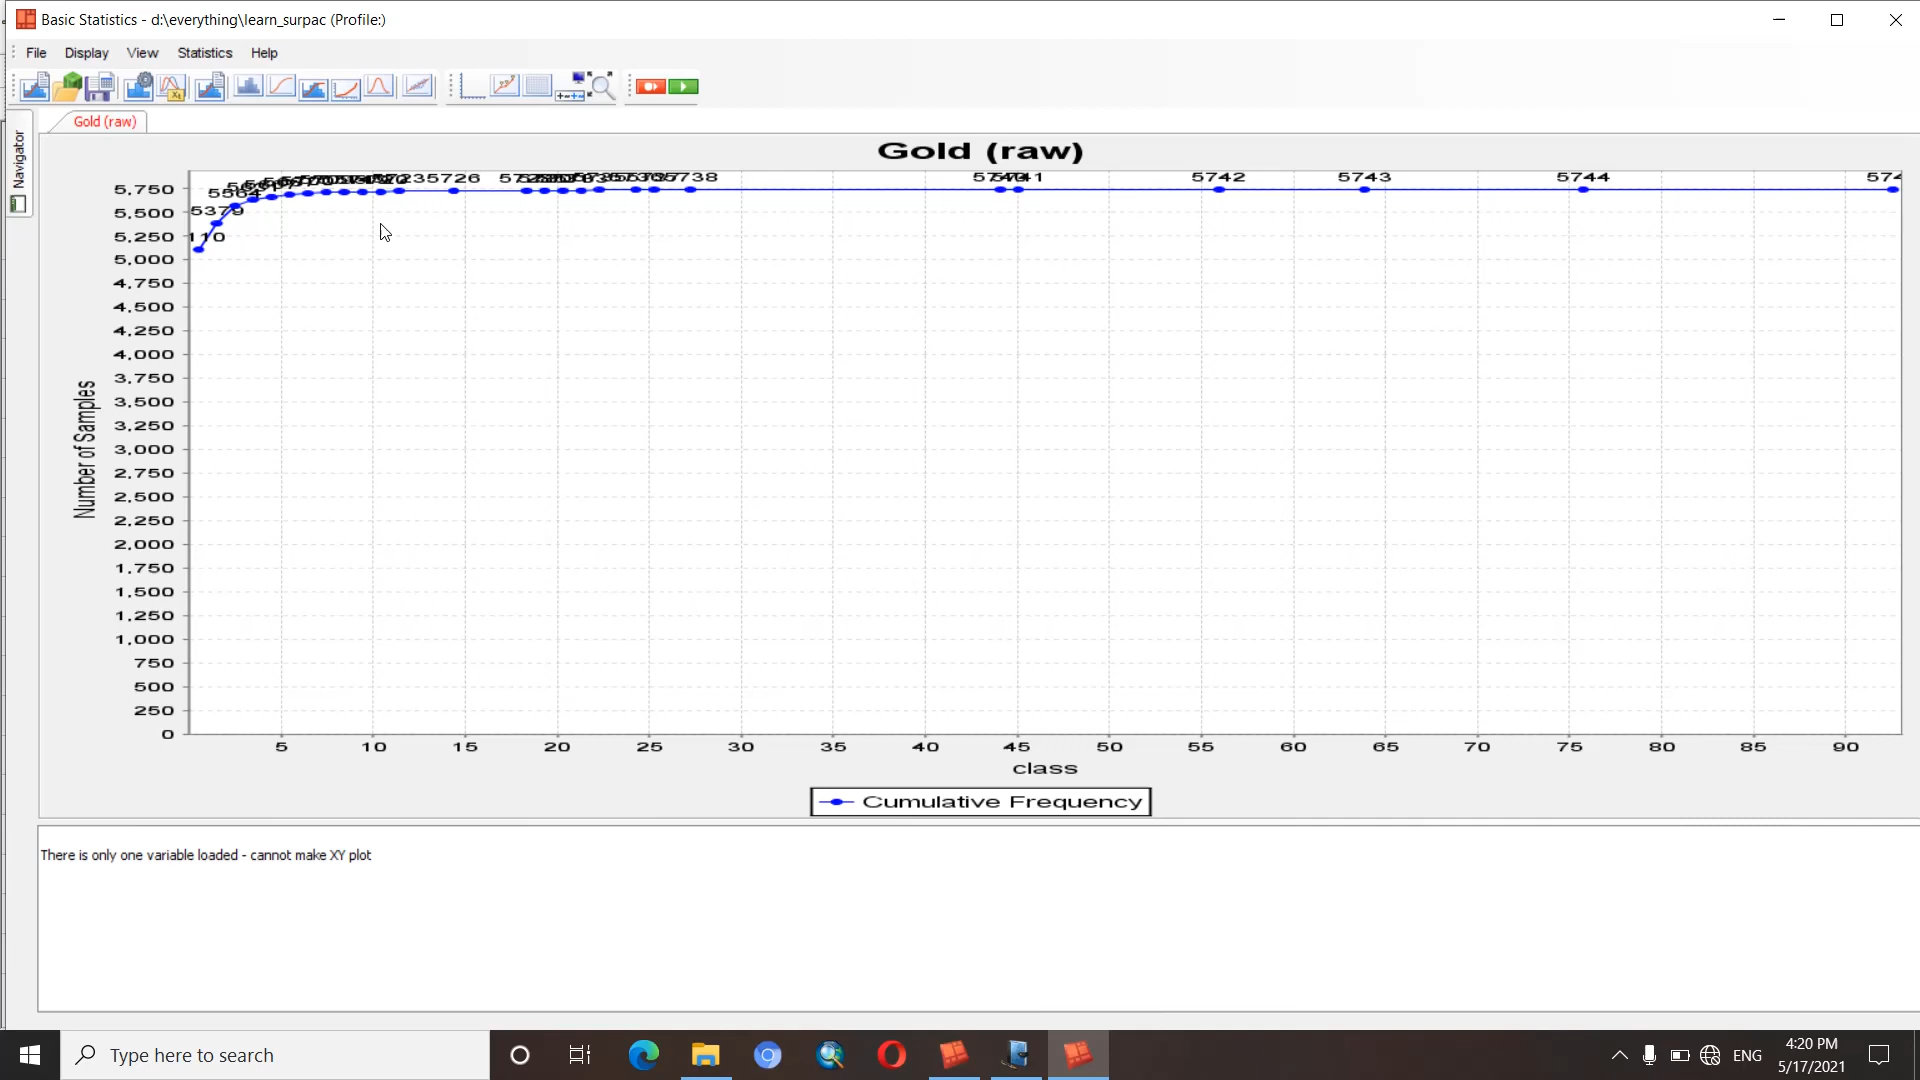 Basic Statistics - d:\everything\learn_surpac (Profile:)
File Display View Statistics Help
Gold (raw)
Navigator
Gold (raw)
5379
5726
5738
5741
5742
5743
5744
5,750
5,500
5,250
5,000
4,750
4,500
4,250
4,000
3,750
3,500
3,250
3,000
2,750
2,500
2,250
2,000
1,750
1,500
1,250
1,000
750
500
250
0
Number of Samples
5 10 15 20 25 30 35 40 45 50 55 60 65 70 75 80 85 90
class
Cumulative Frequency
There is only one variable loaded - cannot make XY plot
Type here to search
ENG
4:20 PM
5/17/2021